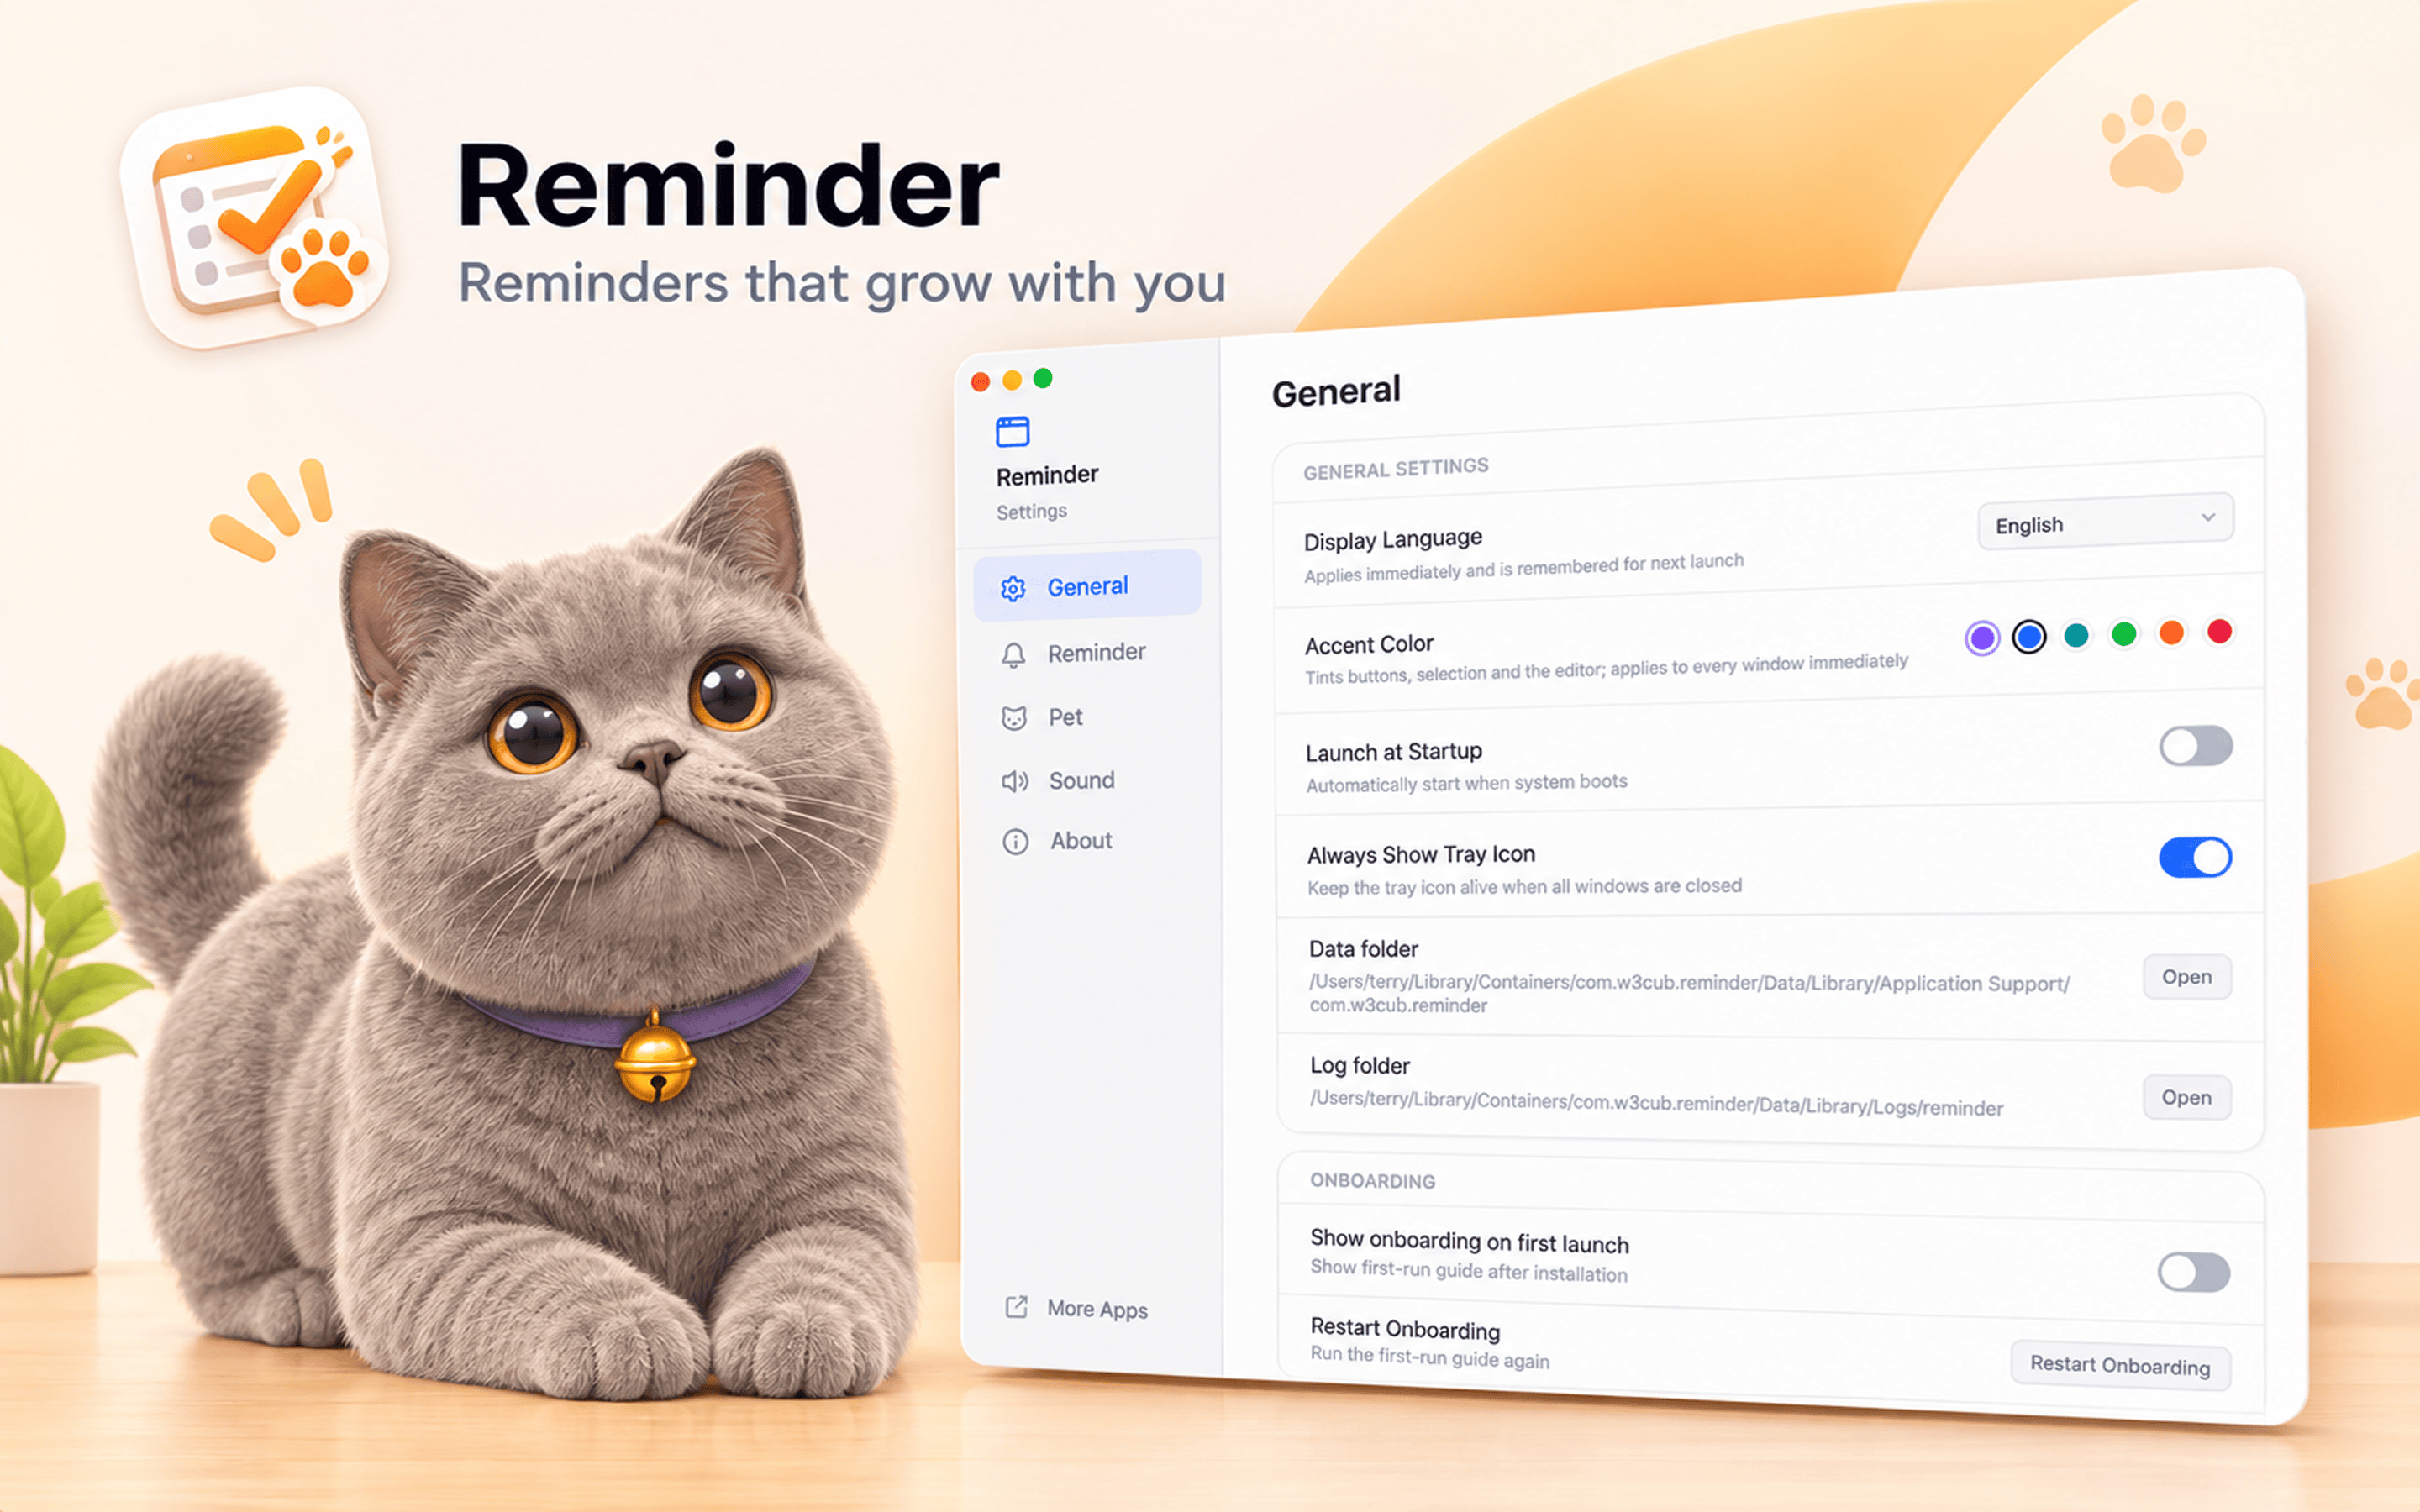 Reminder
Reminders that grow with you
Reminder
Settings
General
Reminder
Pet
Sound
About
More Apps
General
GENERAL SETTINGS
Display Language
Applies immediately and is remembered for next launch
English
Accent Color
Tints buttons, selection and the editor; applies to every window immediately
Launch at Startup
Automatically start when system boots
Always Show Tray Icon
Keep the tray icon alive when all windows are closed
Data folder
/Users/terry/Library/Containers/com.w3cub.reminder/Data/Library/Application Support/
com.w3cub.reminder
Open
Log folder
/Users/terry/Library/Containers/com.w3cub.reminder/Data/Library/Logs/reminder
Open
ONBOARDING
Show onboarding on first launch
Show first-run guide after installation
Restart Onboarding
Run the first-run guide again
Restart Onboarding